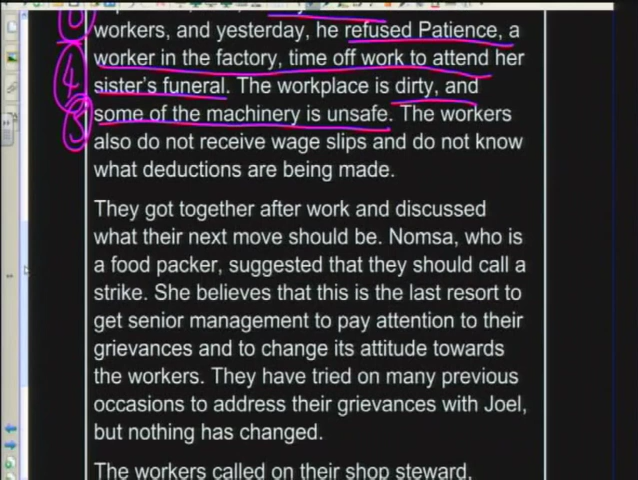 workers, and yesterday, he refused Patience, a
worker in the factory, time off work to attend her
4
sister's funeral. The workplace is dirty, and
some of the machinery is unsafe. The workers
also do not receive wage slips and do not know
what deductions are being made.
They got together after work and discussed
what their next move should be. Nomsa, who is
a food packer, suggested that they should call a
strike. She believes that this is the last resort to
get senior management to pay attention to their
grievances and to change its attitude towards
the workers. They have tried on many previous
occasions to address their grievances with Joel,
but nothing has changed.
The workers called on their shop steward,